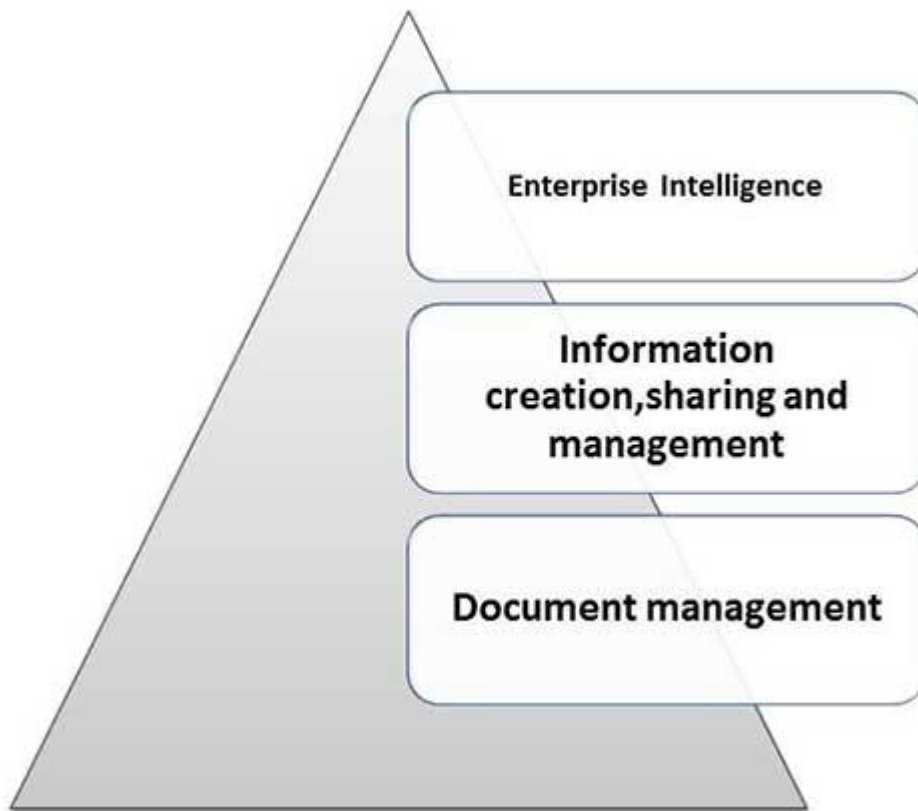 Enterprise Intelligence
Information
creation,sharing and
management
Document management